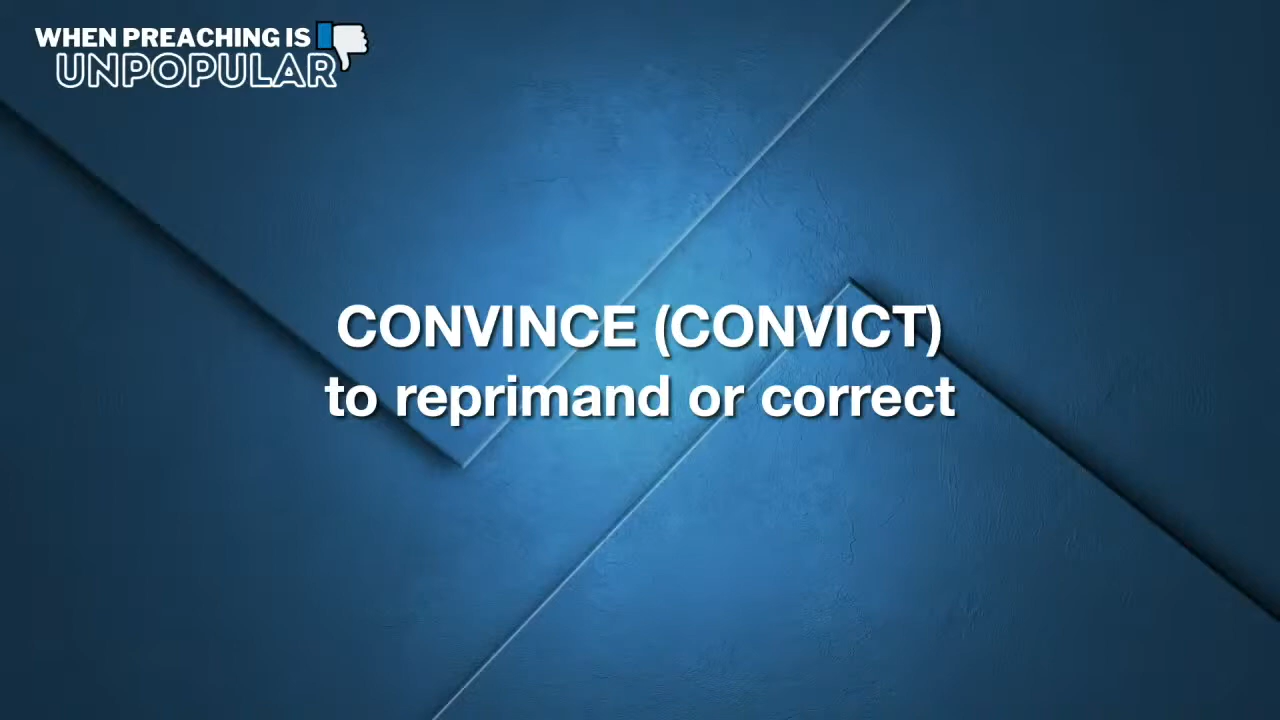 WHEN PREACHING IS
UNPOPULAR
CONVINCE (CONVICT)
to reprimand or correct